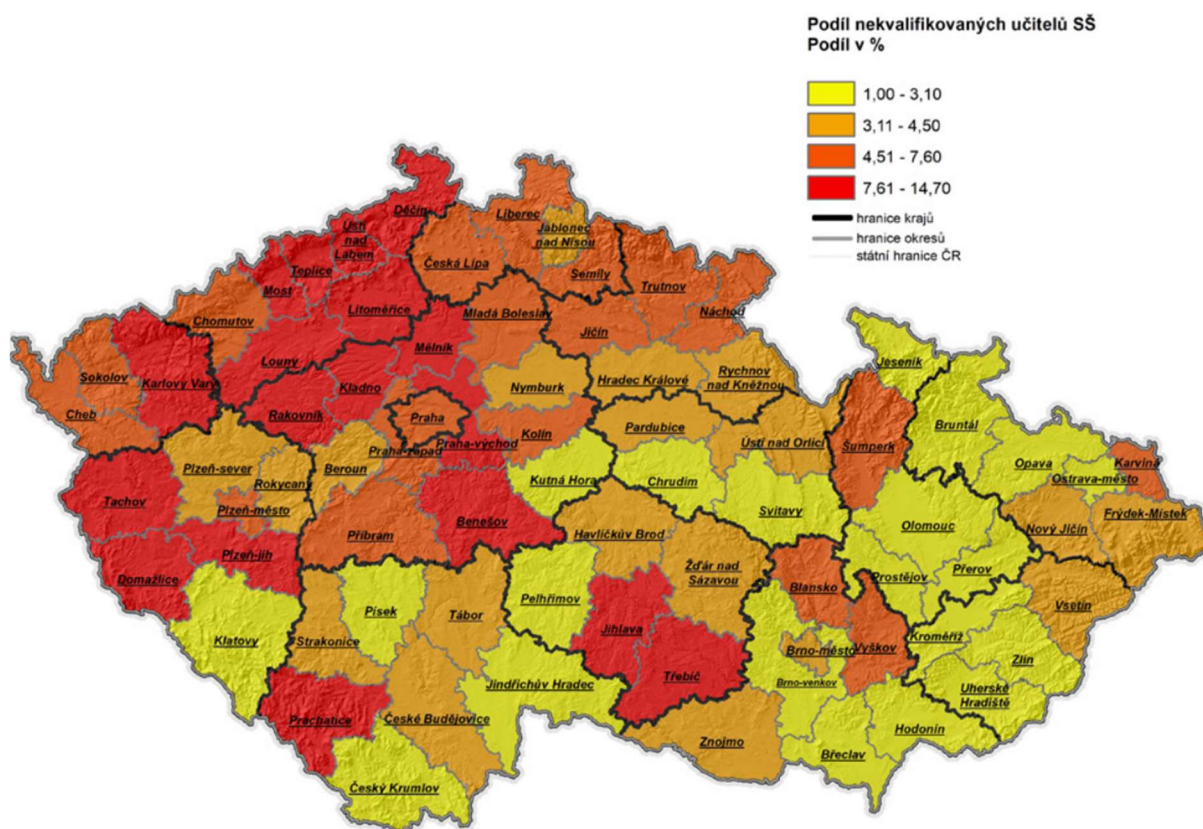 Podíl nekvalifikovaných učitelů SŠ
Podíl v %
1,00 - 3,10
3,11 - 4,50
4,51 - 7,60
7,61 - 14,70
hranice krajů
hranice okresů
státní hranice ČR
Děčín
Ústí
nad
Labem
Teplice
Most
Liberec
Jablonec
nad Nisou
Česká Lípa
Semily
Trutnov
Chomutov
Litoměřice
Mladá Boleslav
Jičín
Náchod
Mělník
Louny
Sokolov
Karlovy Vary
Kladno
Nymburk
Hradec Králové
Rychnov
nad Kněžnou
Jeseník
Cheb
Rakovník
Praha
Bruntál
Kolín
Pardubice
Ústí nad Orlicí
Šumperk
Praha-východ
Praha-západ
Beroun
Plzeň-sever
Rokycany
Opava
Karviná
Ostrava-město
Kutná Hora
Chrudim
Tachov
Plzeň-město
Svitavy
Benešov
Příbram
Olomouc
Nový Jičín
Frýdek-Místek
Havlíčkův Brod
Plzeň-jih
Domažlice
Žďár nad
Sázavou
Přerov
Prostějov
Blansko
Pelhřimov
Vsetín
Písek
Tábor
Klatovy
Strakonice
Jihlava
Kroměříž
Brno-město
Vyškov
Zlín
Třebíč
Brno-venkov
Jindřichův Hradec
Uherské
Hradiště
Prachatice
České Budějovice
Hodonín
Znojmo
Břeclav
Český Krumlov